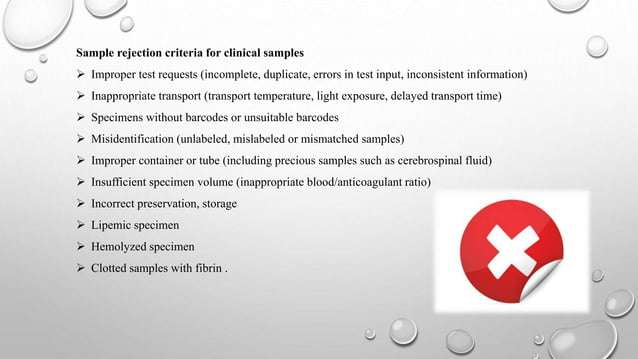 Sample rejection criteria for clinical samples
➢ Improper test requests (incomplete, duplicate, errors in test input, inconsistent information)
➢ Inappropriate transport (transport temperature, light exposure, delayed transport time)
➢ Specimens without barcodes or unsuitable barcodes
➢ Misidentification (unlabeled, mislabeled or mismatched samples)
➢ Improper container or tube (including precious samples such as cerebrospinal fluid)
➢ Insufficient specimen volume (inappropriate blood/anticoagulant ratio)
➢ Incorrect preservation, storage
➢ Lipemic specimen
➢ Hemolyzed specimen
➢ Clotted samples with fibrin .